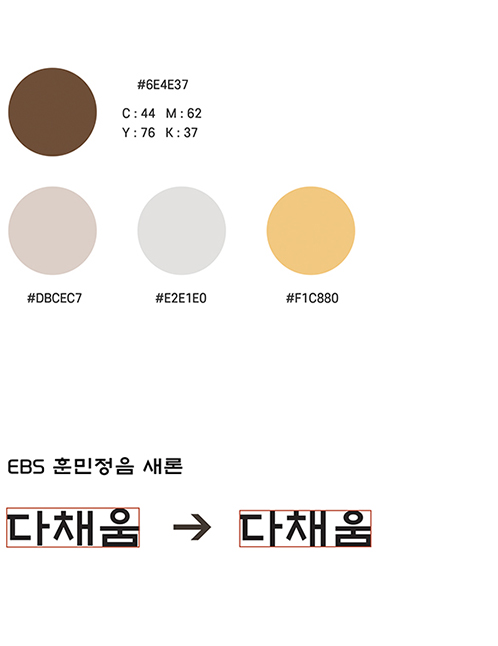 #6E4E37
C : 44 M : 62
Y : 76 K : 37
#DBCEC7
#E2E1E0
#F1C880
EBS 훈민정음 새론
다채움 → 다채움